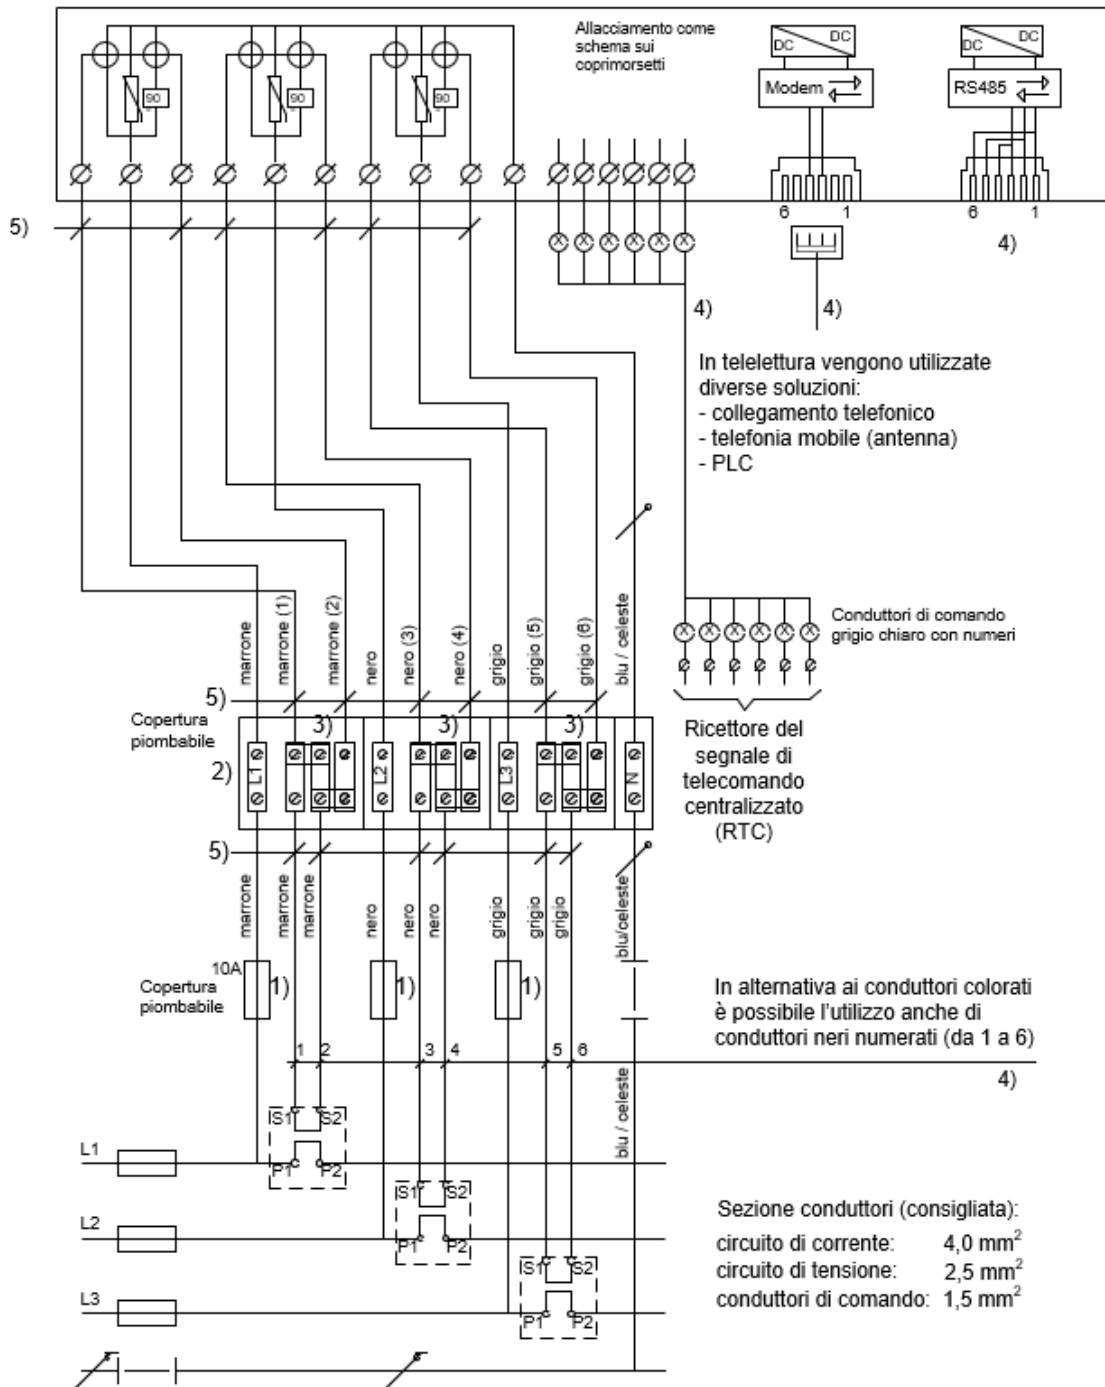 Allacciamento come
schema sui
coprimorsetti
DC DC
DC DC
Modem
RS485
90
90
90
6 1
6 1
5)
4)
4)
4)
In telelettura vengono utilizzate
diverse soluzioni:
- collegamento telefonico
- telefonia mobile (antenna)
- PLC
marrone
marrone (1)
marrone (2)
nero
nero (3)
nero (4)
grigio
grigio (5)
grigio (6)
blu / celeste
Conduttori di comando
grigio chiaro con numeri
5)
Copertura
piombabile
3)
3)
3)
2)
L1
L2
L3
N
Ricettore del
segnale di
telecomando
centralizzato
(RTC)
5)
marrone
marrone
marrone
nero
nero
nero
grigio
grigio
grigio
blu/celeste
10A
Copertura
piombabile
1)
1)
1)
In alternativa ai conduttori colorati
è possibile l'utilizzo anche di
conduttori neri numerati (da 1 a 6)
1 2 3 4 5 6
4)
blu / celeste
S1 S2
L1
P1 P2
S1 S2
L2
P1 P2
S1 S2
L3
P1 P2
Sezione conduttori (consigliata):
circuito di corrente: 4,0 mm²
circuito di tensione: 2,5 mm²
conduttori di comando: 1,5 mm²